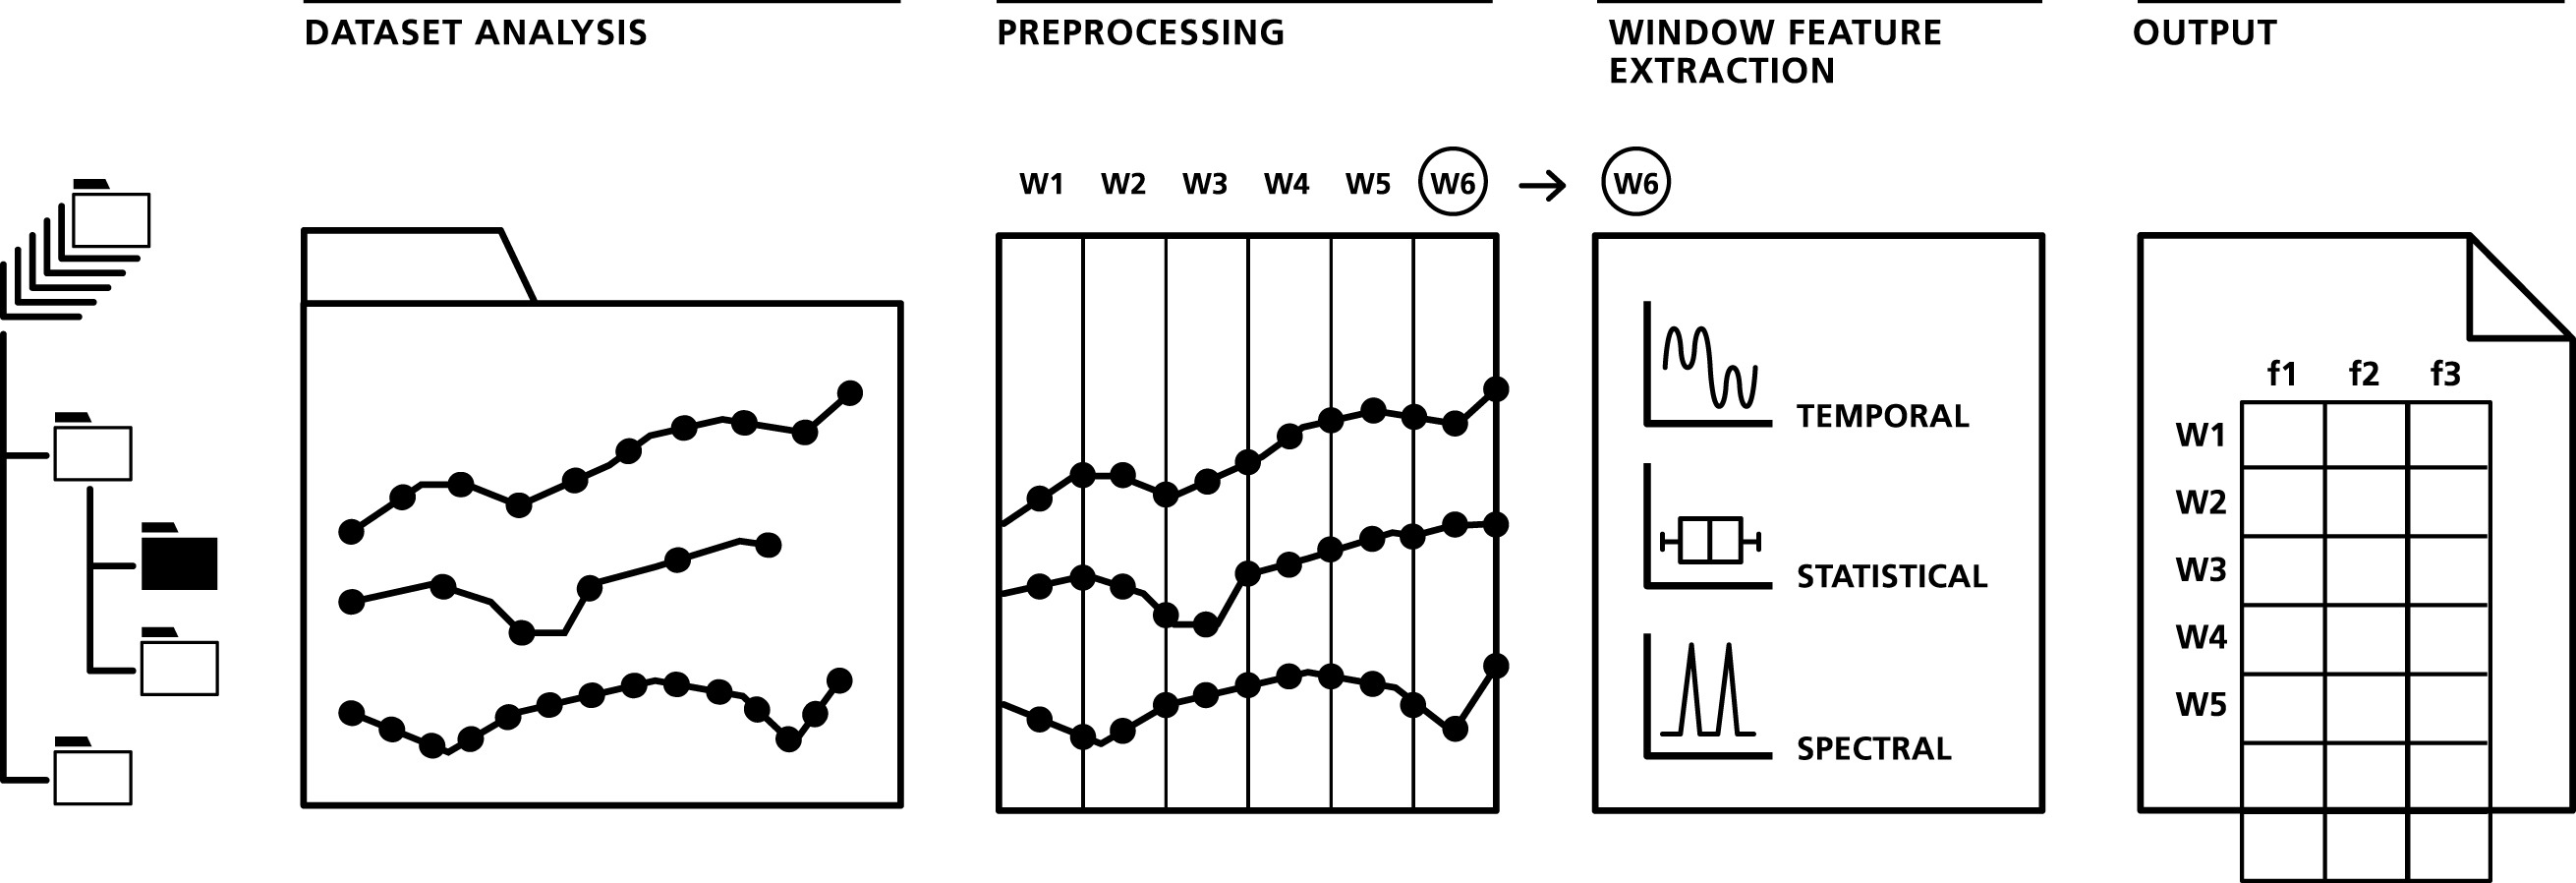 DATASET ANALYSIS
PREPROCESSING
WINDOW FEATURE
EXTRACTION
OUTPUT
W1 W2 W3 W4 W5 W6
W6
TEMPORAL
STATISTICAL
SPECTRAL
f1 f2 f3
W1
W2
W3
W4
W5